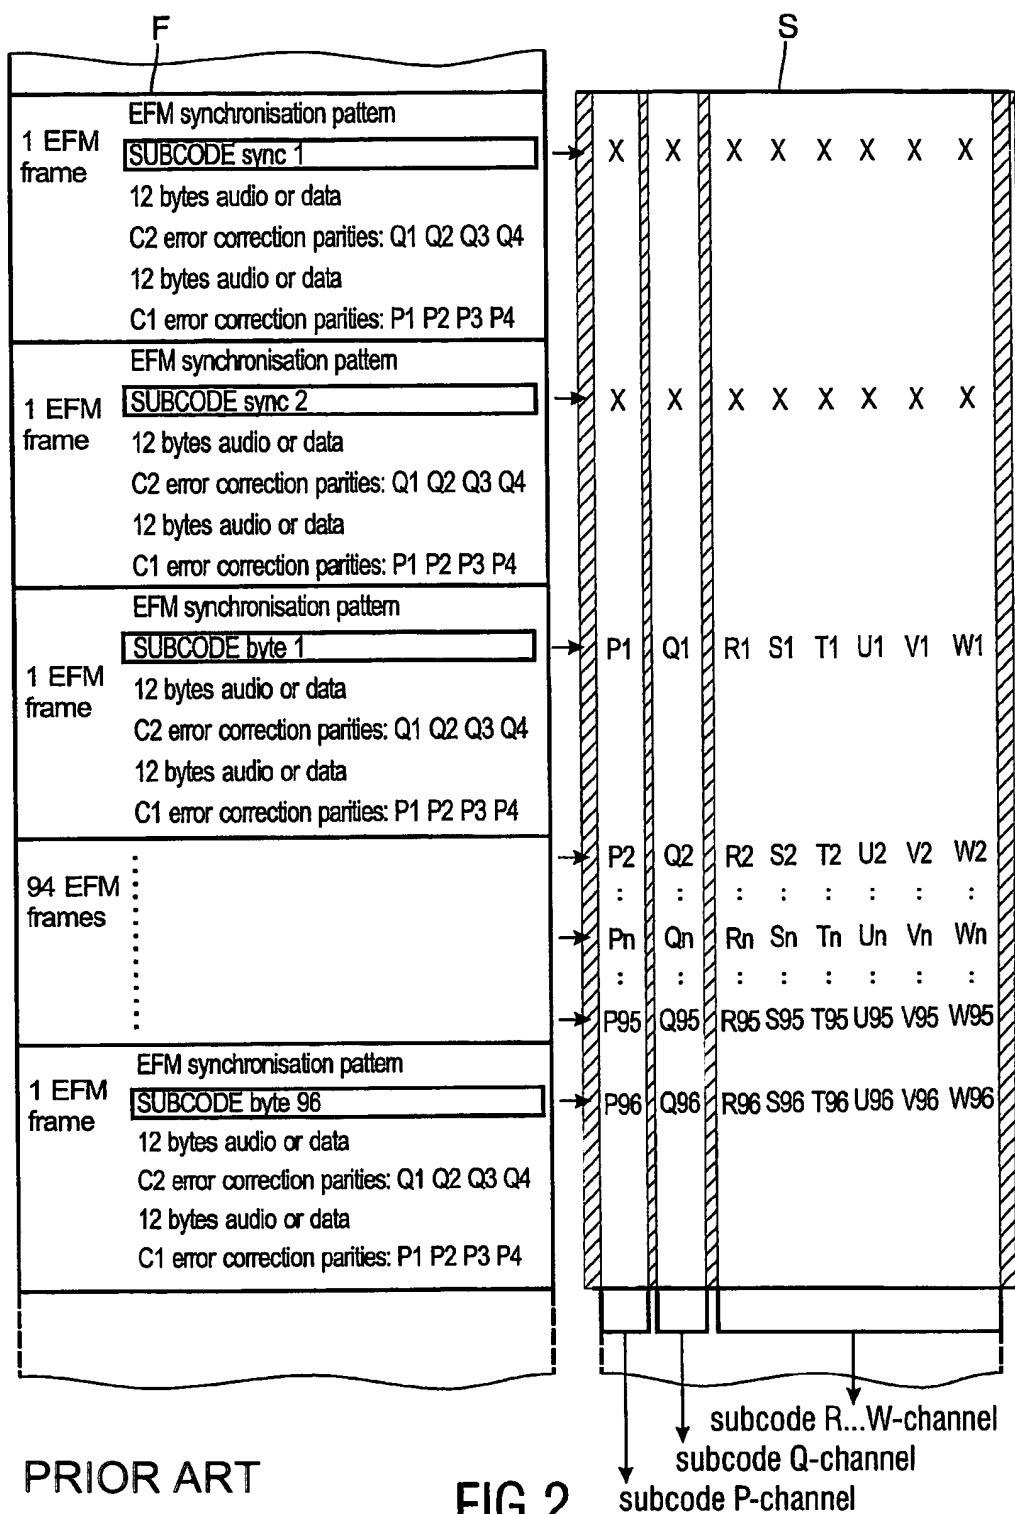 F
S
EFM synchronisation pattern
1 EFM frame
SUBCODE sync 1
X X X X X X X X
12 bytes audio or data
C2 error correction parities: Q1 Q2 Q3 Q4
12 bytes audio or data
C1 error correction parities: P1 P2 P3 P4
EFM synchronisation pattern
1 EFM frame
SUBCODE sync 2
X X X X X X X X
12 bytes audio or data
C2 error correction parities: Q1 Q2 Q3 Q4
12 bytes audio or data
C1 error correction parities: P1 P2 P3 P4
EFM synchronisation pattern
1 EFM frame
SUBCODE byte 1
P1 Q1 R1 S1 T1 U1 V1 W1
12 bytes audio or data
C2 error correction parities: Q1 Q2 Q3 Q4
12 bytes audio or data
C1 error correction parities: P1 P2 P3 P4
94 EFM frames
P2 Q2 R2 S2 T2 U2 V2 W2
: : : : : : : :
Pn Qn Rn Sn Tn Un Vn Wn
: : : : : : : :
P95 Q95 R95 S95 T95 U95 V95 W95
EFM synchronisation pattern
1 EFM frame
SUBCODE byte 96
P96 Q96 R96 S96 T96 U96 V96 W96
12 bytes audio or data
C2 error correction parities: Q1 Q2 Q3 Q4
12 bytes audio or data
C1 error correction parities: P1 P2 P3 P4
subcode R...W-channel
subcode Q-channel
subcode P-channel
PRIOR ART
FIG 2